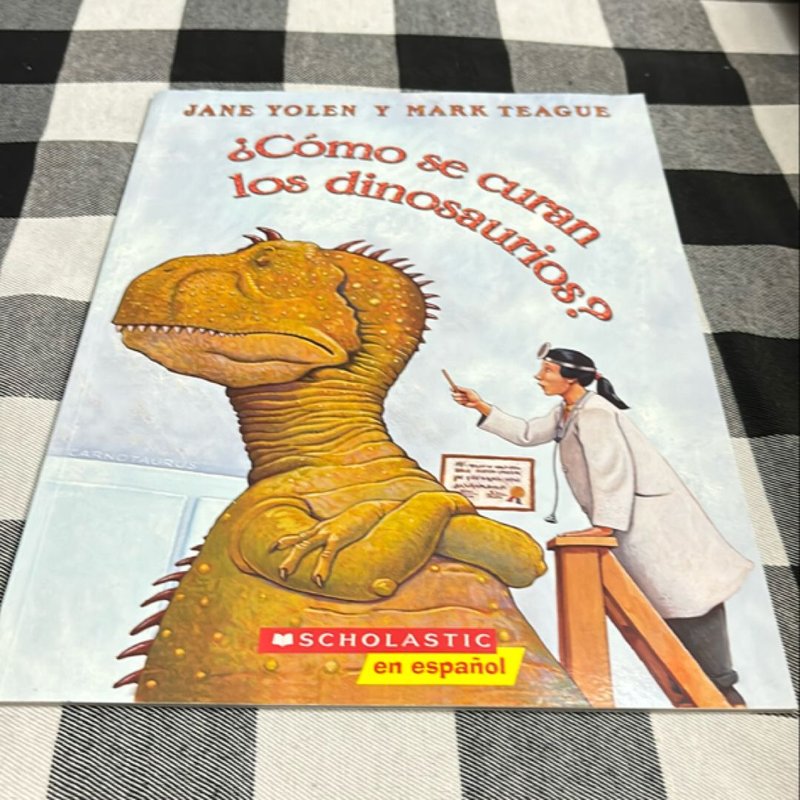 JANE YOLEN Y MARK TEAGUE
¿Cómo se curan
los dinosaurios?
CARNOTAURUS
SCHOLASTIC
en español